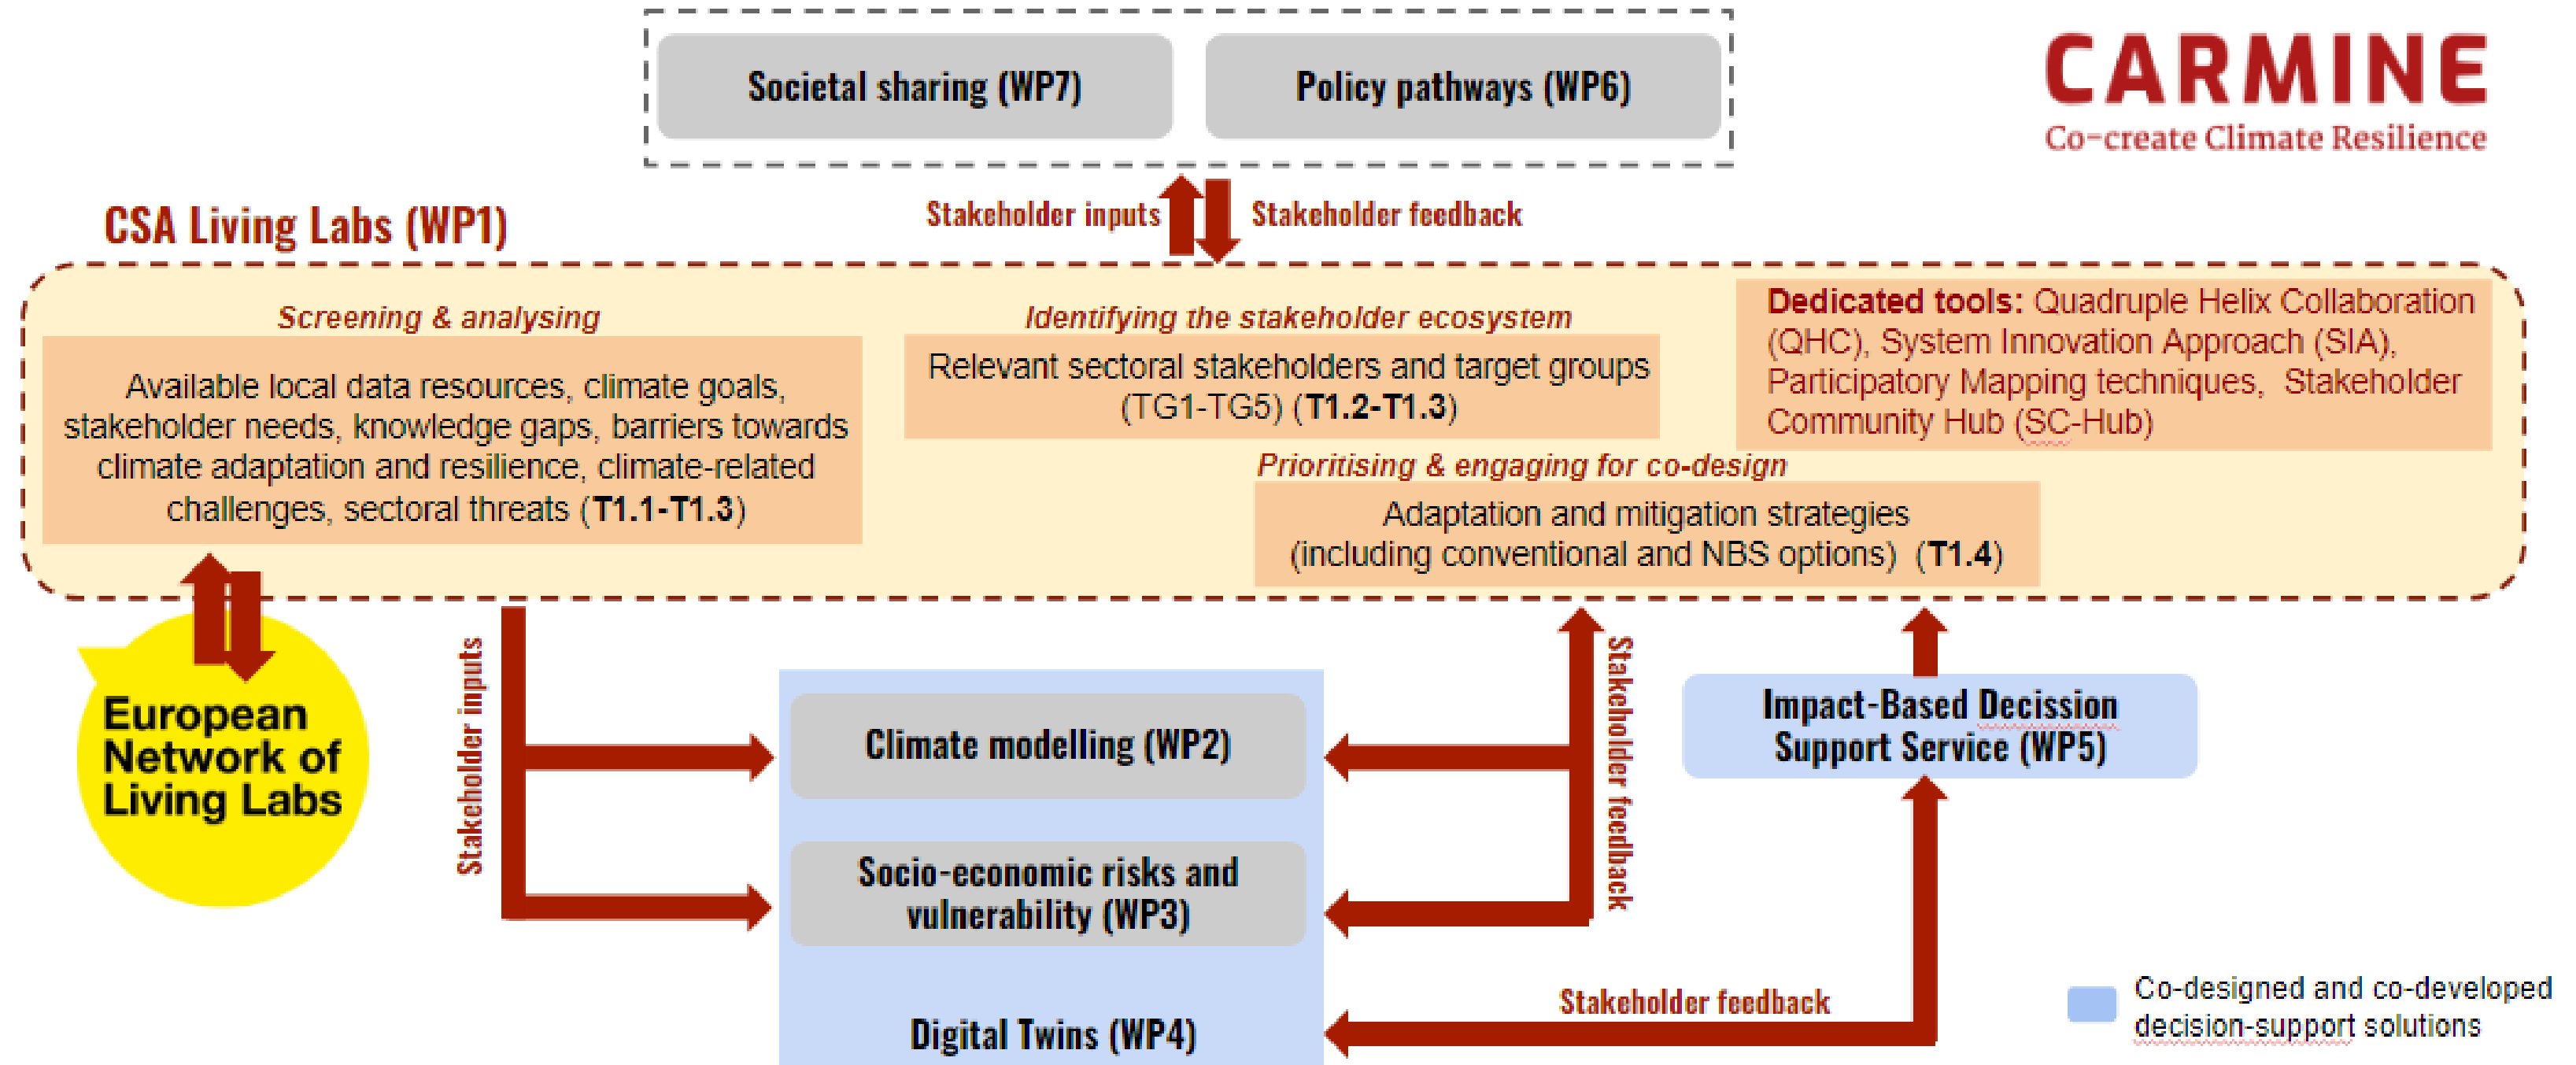 Societal sharing (WP7)
Policy pathways (WP6)
CARMINE
Co-create Climate Resilience
Stakeholder inputs
Stakeholder feedback
CSA Living Labs (WP1)
Screening & analysing
Available local data resources, climate goals,
stakeholder needs, knowledge gaps, barriers towards
climate adaptation and resilience, climate-related
challenges, sectoral threats (T1.1-T1.3)
Identifying the stakeholder ecosystem
Relevant sectoral stakeholders and target groups
(TG1-TG5) (T1.2-T1.3)
Dedicated tools: Quadruple Helix Collaboration
(QHC), System Innovation Approach (SIA),
Participatory Mapping techniques, Stakeholder
Community Hub (SC-Hub)
Prioritising & engaging for co-design
Adaptation and mitigation strategies
(including conventional and NBS options) (T1.4)
European
Network of
Living Labs
Stakeholder inputs
Climate modelling (WP2)
Socio-economic risks and
vulnerability (WP3)
Digital Twins (WP4)
Stakeholder feedback
Impact-Based Decission
Support Service (WP5)
Stakeholder feedback
Co-designed and co-developed
decision-support solutions